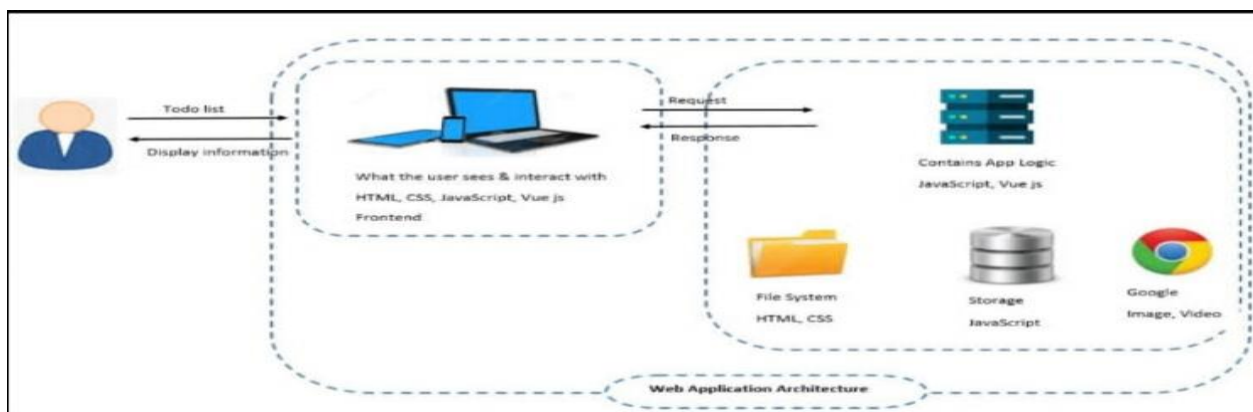 Todo list
Display information
What the user sees & interact with
HTML, CSS, JavaScript, Vue js
Frontend
Request
Response
Contains App Logic
JavaScript, Vue js
File System
HTML, CSS
Storage
JavaScript
Google
Image, Video
Web Application Architecture